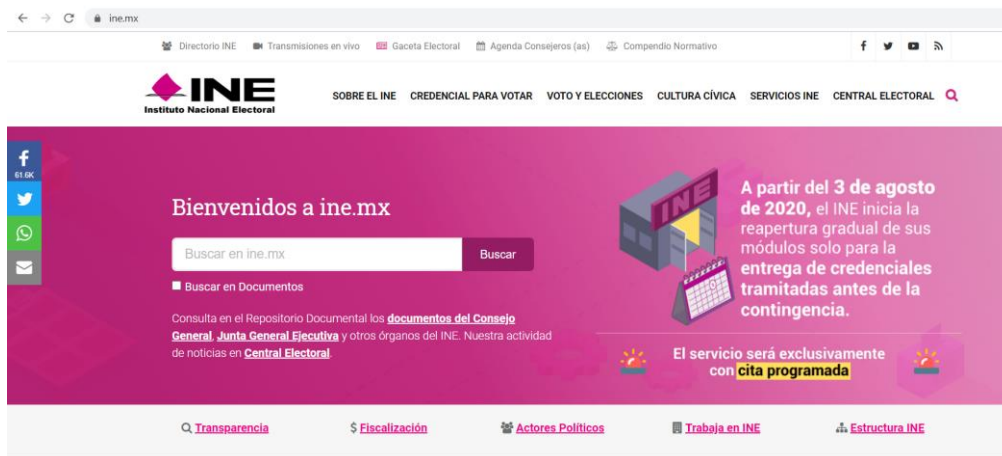 ine.mx
Directorio INE Transmisiones en vivo Gaceta Electoral Agenda Consejeros (as) Compendio Normativo
INE
Instituto Nacional Electoral
SOBRE EL INE CREDENCIAL PARA VOTAR VOTO Y ELECCIONES CULTURA CÍVICA SERVICIOS INE CENTRAL ELECTORAL
61.6K
Bienvenidos a ine.mx
Buscar en ine.mx Buscar
Buscar en Documentos
Consulta en el Repositorio Documental los documentos del Consejo
General, Junta General Ejecutiva y otros órganos del INE. Nuestra actividad
de noticias en Central Electoral.
INE
A partir del 3 de agosto
de 2020, el INE inicia la
reapertura gradual de sus
módulos solo para la
entrega de credenciales
tramitadas antes de la
contingencia.
El servicio será exclusivamente
con cita programada
Transparencia $ Fiscalización Actores Políticos Trabaja en INE Estructura INE